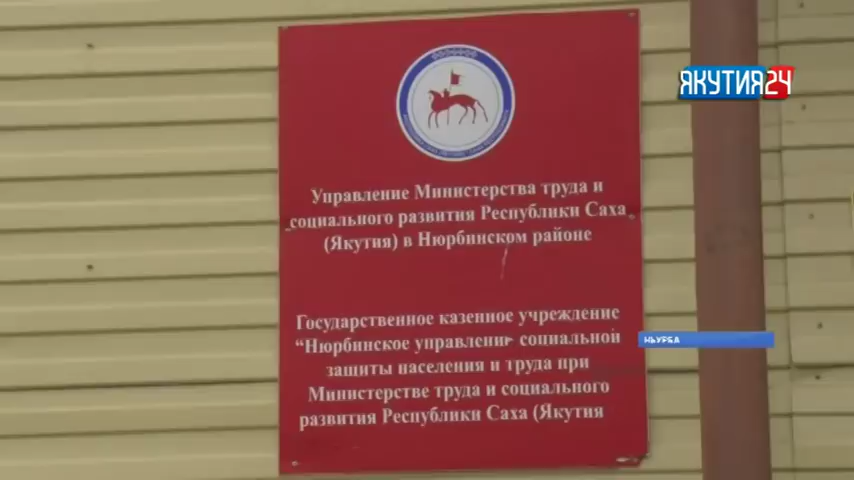 ЯКУТИЯ24
Управление Министерства труда и
социального развития Республики Саха
(Якутия) в Нюрбинском районе
Государственное казенное учреждение
“Нюрбинское управление социальной
защиты населения и труда при
Министерстве труда и социального
развития Республики Саха (Якутия
НЬУРБА